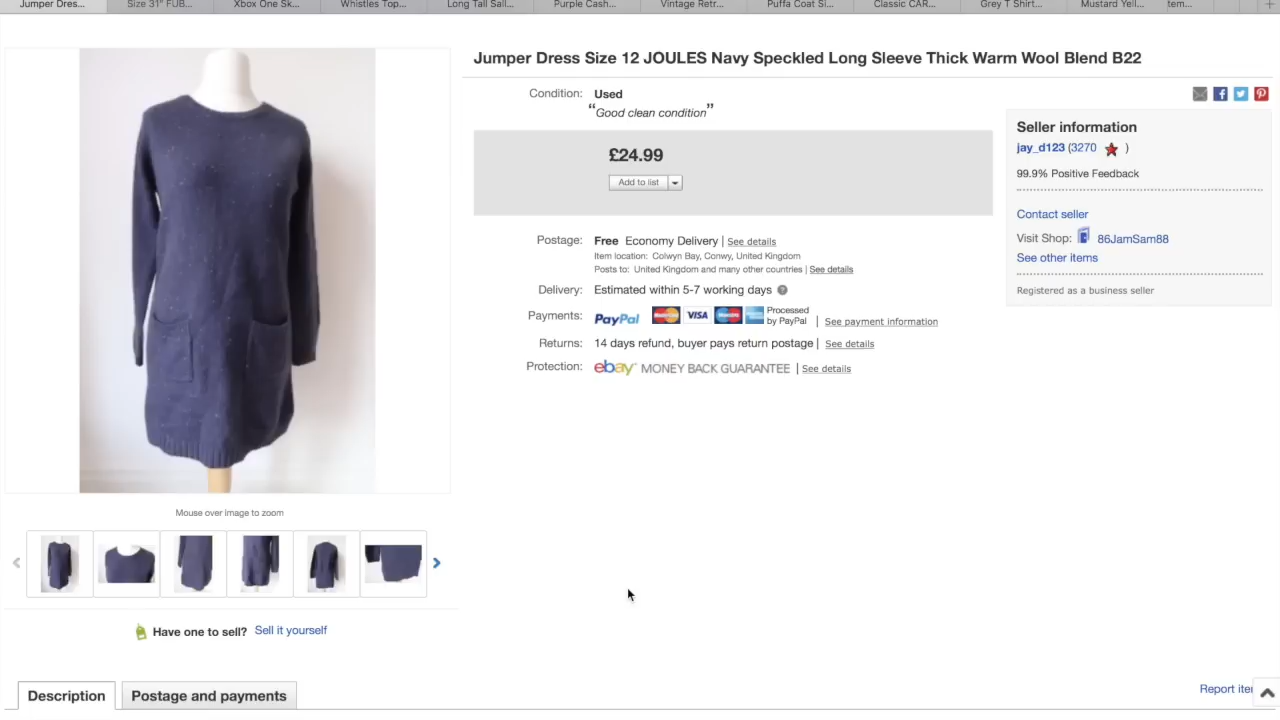 Jumper Dres...
Size 31" FUB...
Xbox One Sk...
Whistles Top...
Long Tall Sall...
Purple Cash...
Vintage Retr...
Puffa Coat Si...
Classic CAR...
Grey T Shirt...
Mustard Yell...
Jumper Dress Size 12 JOULES Navy Speckled Long Sleeve Thick Warm Wool Blend B22
Condition: Used
“Good clean condition”
£24.99
Add to list
Postage: Free Economy Delivery | See details
Item location: Colwyn Bay, Conwy, United Kingdom
Posts to: United Kingdom and many other countries | See details
Delivery: Estimated within 5-7 working days ?
Payments: PayPal MasterCard VISA Maestro Processed by PayPal | See payment information
Returns: 14 days refund, buyer pays return postage | See details
Protection: ebay MONEY BACK GUARANTEE | See details
Seller information
jay_d123 (3270 )
99.9% Positive Feedback
Contact seller
Visit Shop: 86JamSam88
See other items
Registered as a business seller
Mouse over image to zoom
Have one to sell? Sell it yourself
Description
Postage and payments
Report